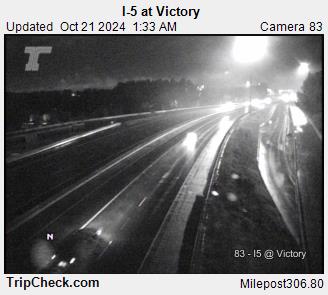 I-5 at Victory
Updated Oct 21 2024 1:33 AM Camera 83
T
N
83 - I5 @ Victory
TripCheck.com Milepost306.80